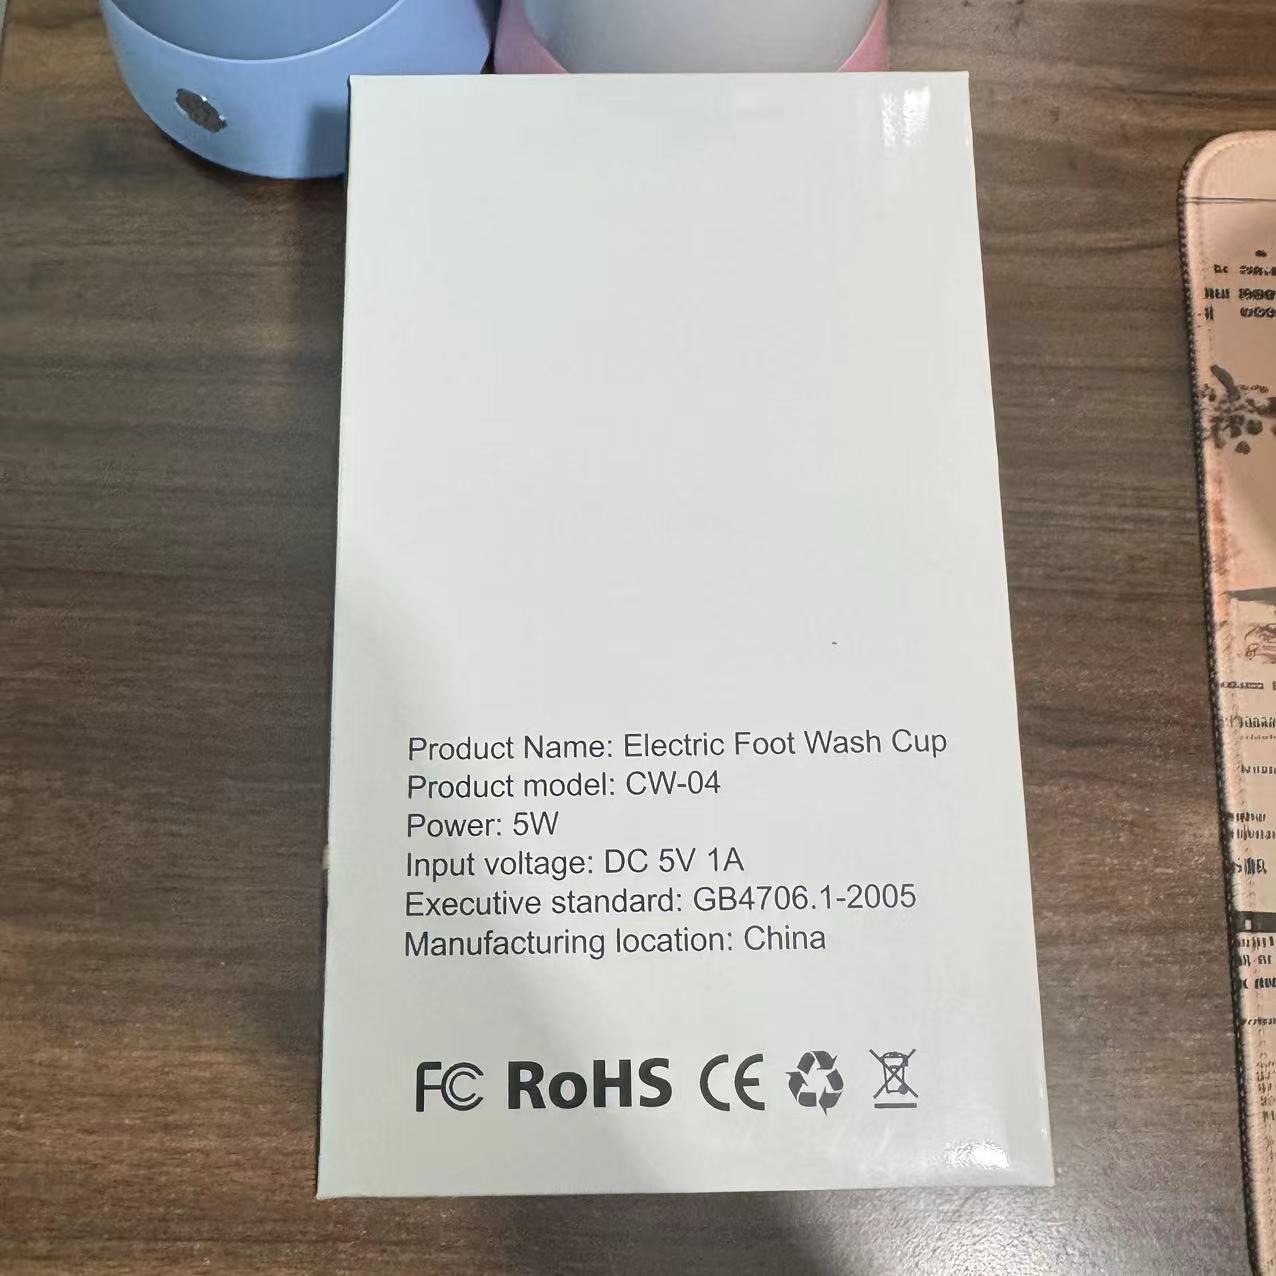 Product Name: Electric Foot Wash Cup
Product model: CW-04
Power: 5W
Input voltage: DC 5V 1A
Executive standard: GB4706.1-2005
Manufacturing location: China
FC RoHS CE